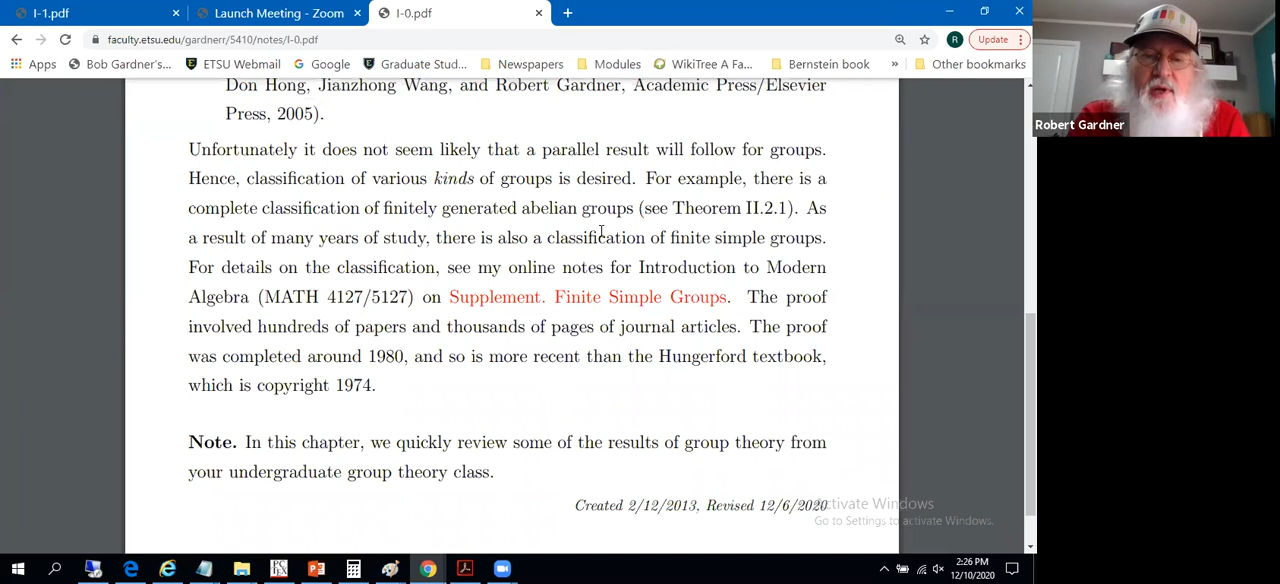 I-1.pdf
Launch Meeting - Zoom
I-0.pdf
faculty.etsu.edu/gardnerr/5410/notes/I-0.pdf
R
Update
Apps
Bob Gardner's...
ETSU Webmail
Google
Graduate Stud...
Newspapers
Modules
WikiTree A Fa...
Bernstein book
»
Other bookmarks
Robert Gardner
Don Hong, Jianzhong Wang, and Robert Gardner, Academic Press/Elsevier
Press, 2005).
Unfortunately it does not seem likely that a parallel result will follow for groups.
Hence, classification of various kinds of groups is desired. For example, there is a
complete classification of finitely generated abelian groups (see Theorem II.2.1). As
a result of many years of study, there is also a classification of finite simple groups.
For details on the classification, see my online notes for Introduction to Modern
Algebra (MATH 4127/5127) on Supplement. Finite Simple Groups. The proof
involved hundreds of papers and thousands of pages of journal articles. The proof
was completed around 1980, and so is more recent than the Hungerford textbook,
which is copyright 1974.
Note. In this chapter, we quickly review some of the results of group theory from
your undergraduate group theory class.
Created 2/12/2013, Revised 12/6/2020
Activate Windows
Go to Settings to activate Windows.
2:26 PM
12/10/2020